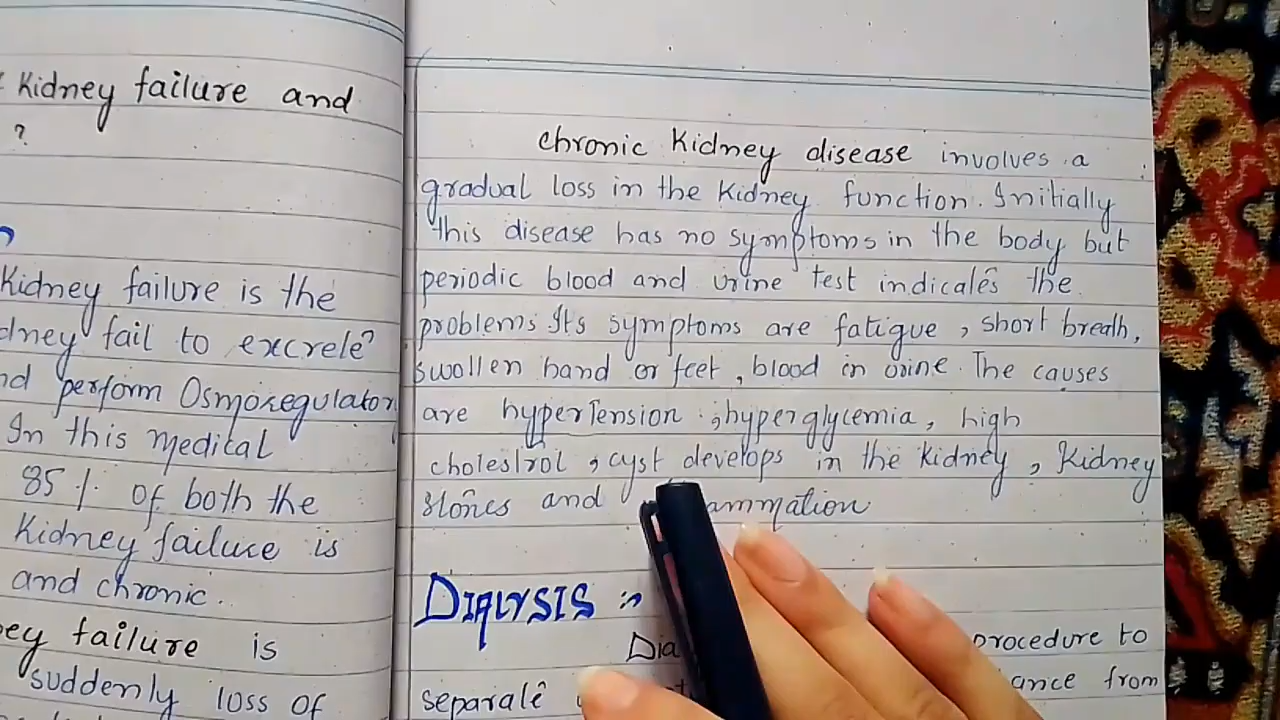 Kidney failure and
?
Kidney failure is the
dney fail to excrete
nd perform Osmoregulator
In this medical
85 % of both the
Kidney failure is
and chronic.
ey failure is
suddenly loss of
chronic Kidney disease involves a
gradual loss in the Kidney function. Initially
this disease has no symptoms in the body but
periodic blood and urine test indicates the
problems. Its symptoms are fatigue, short breath,
swollen hand or feet, blood in urine. The causes
are hypertension, hyperglycemia, high
cholestrol, cyst develops in the kidney, Kidney
stones and ammation
DIALYSIS :-
Dia procedure to
separate ance from